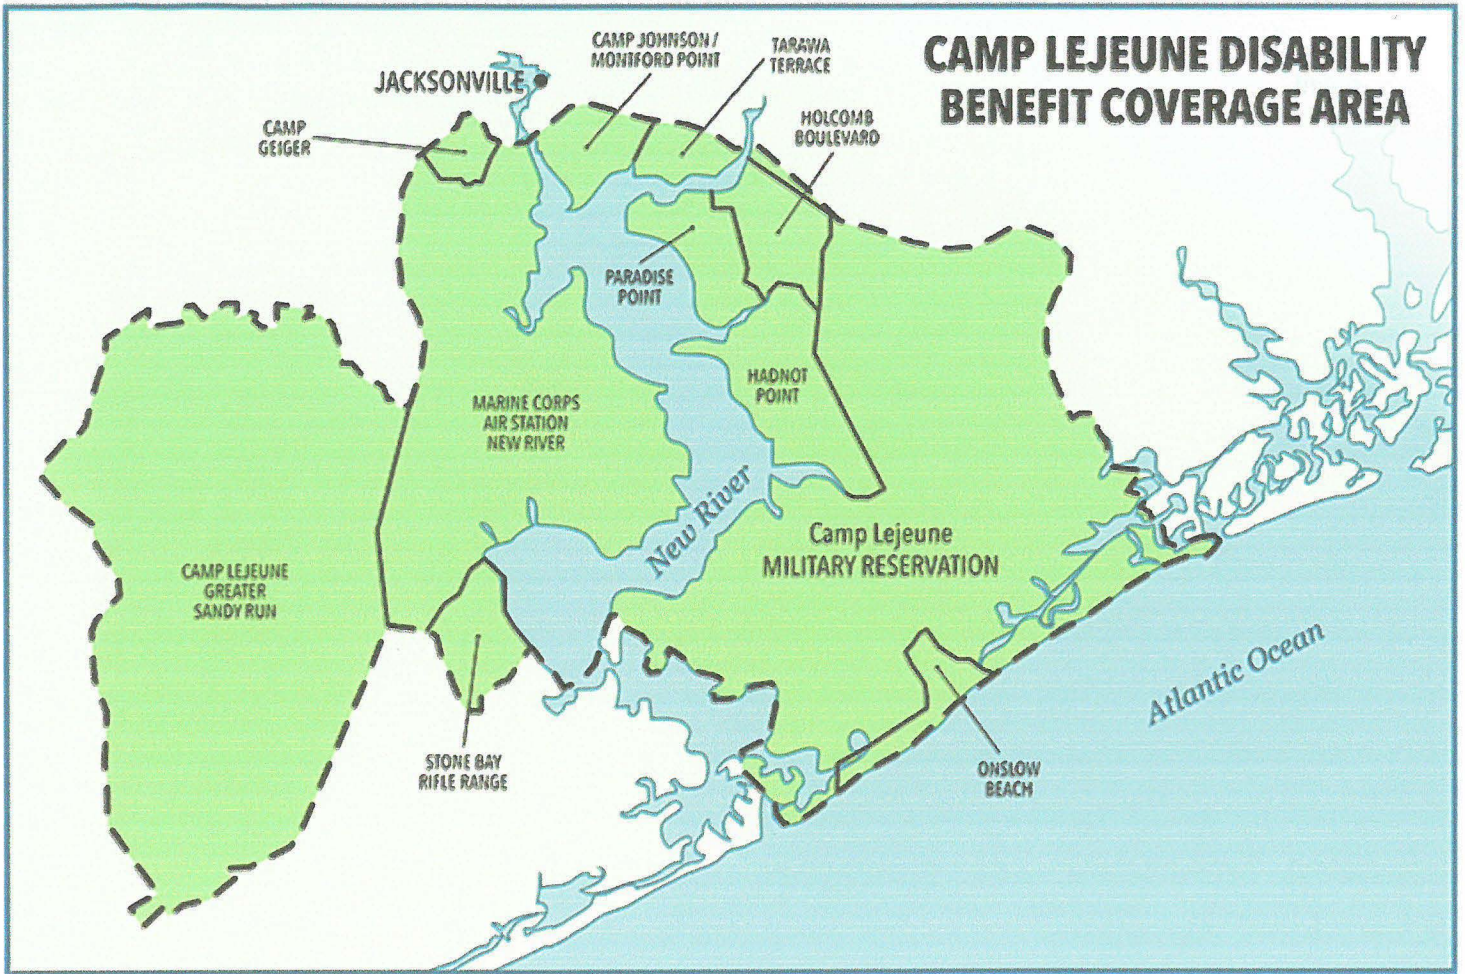 CAMP LEJEUNE DISABILITY
BENEFIT COVERAGE AREA
JACKSONVILLE
CAMP JOHNSON /
MONTFORD POINT
TARAWA
TERRACE
HOLCOMB
BOULEVARD
CAMP
GEIGER
PARADISE
POINT
HADNOT
POINT
MARINE CORPS
AIR STATION
NEW RIVER
New River
Camp Lejeune
MILITARY RESERVATION
CAMP LEJEUNE
GREATER
SANDY RUN
STONE BAY
RIFLE RANGE
ONSLOW
BEACH
Atlantic Ocean